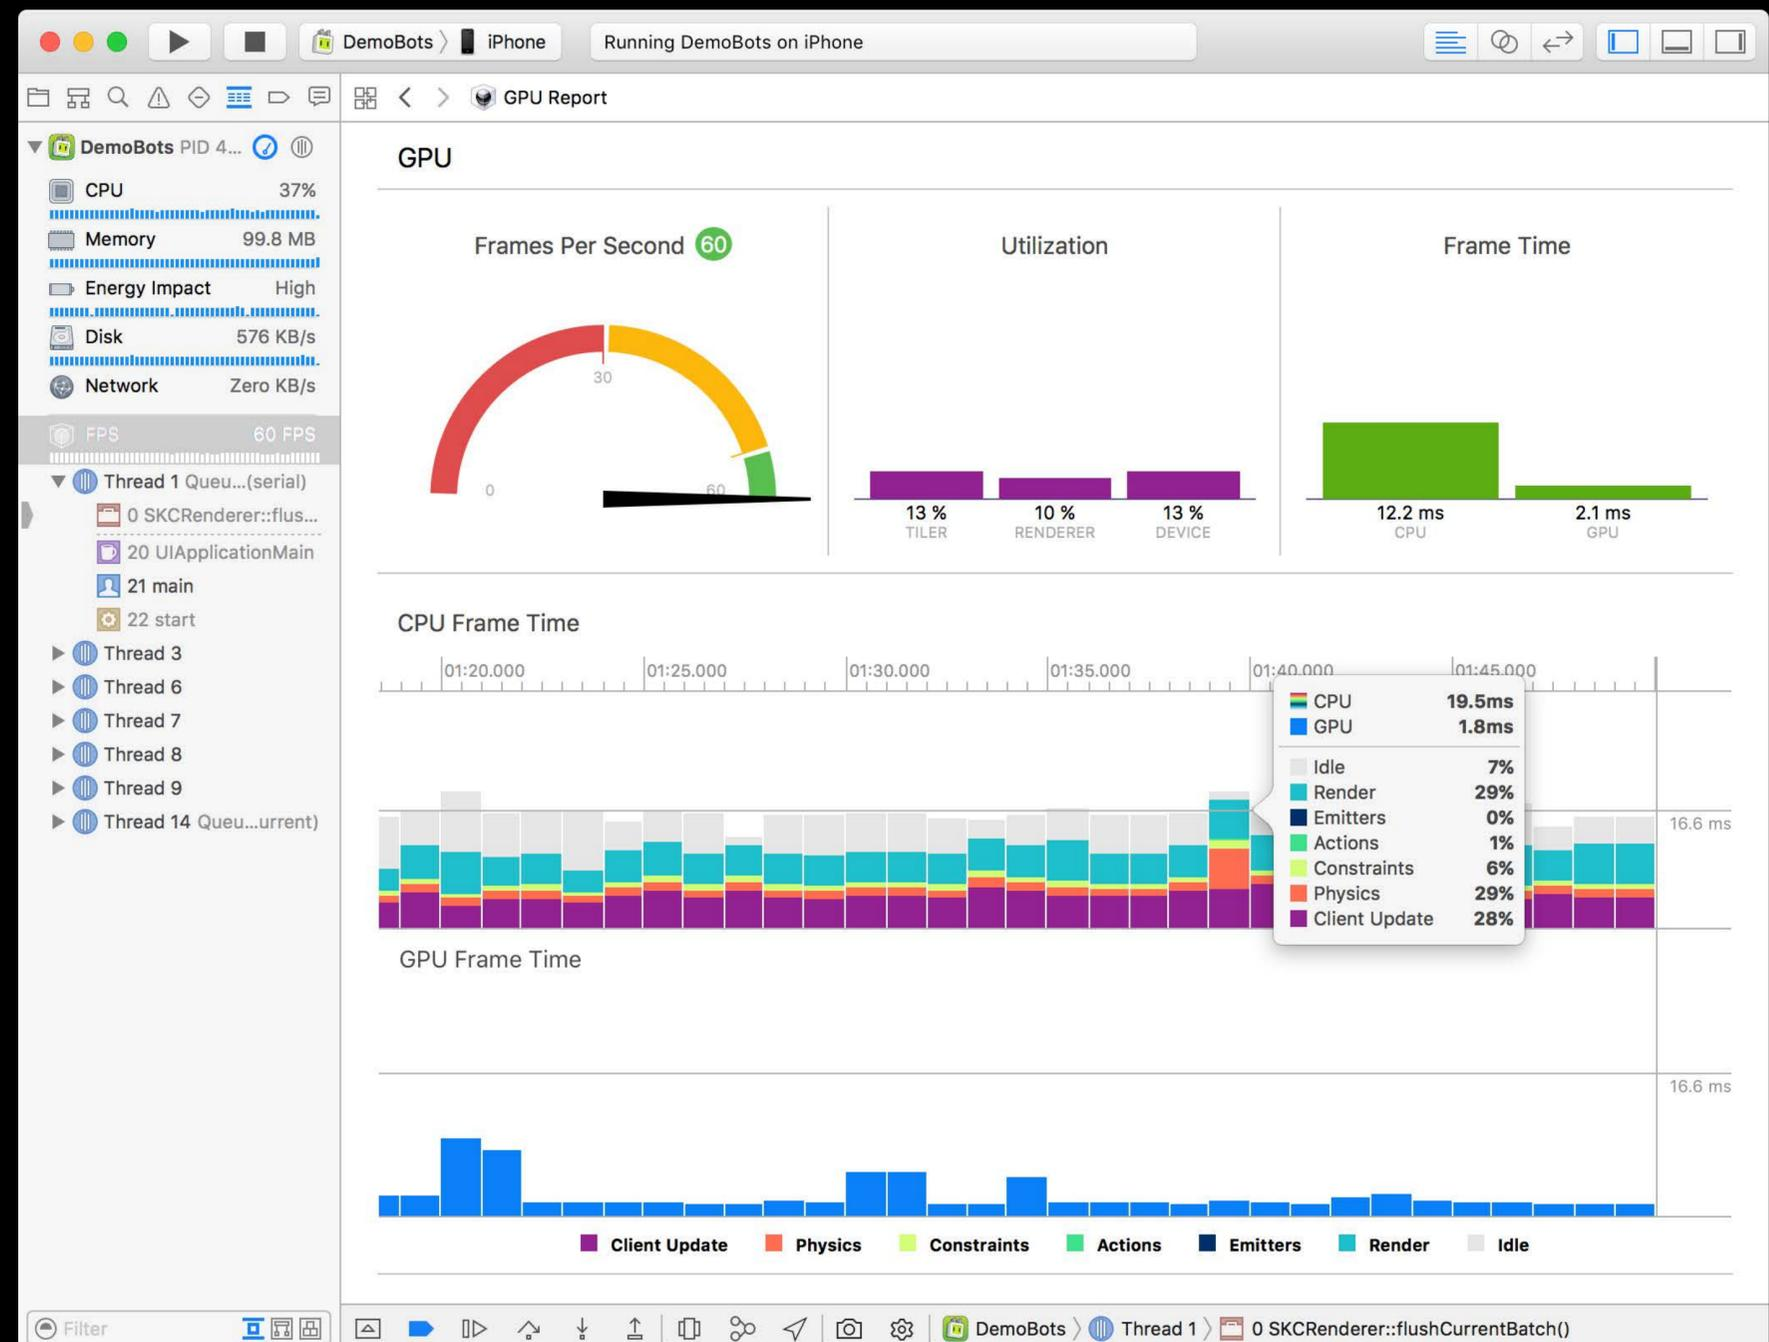 DemoBots 〉 iPhone
Running DemoBots on iPhone
GPU Report
DemoBots PID 4...
CPU 37%
Memory 99.8 MB
Energy Impact High
Disk 576 KB/s
Network Zero KB/s
FPS 60 FPS
Thread 1 Queu...(serial)
0 SKCRenderer::flus...
20 UIApplicationMain
21 main
22 start
Thread 3
Thread 6
Thread 7
Thread 8
Thread 9
Thread 14 Queu...urrent)
Filter
GPU
Frames Per Second 60
30
0
60
Utilization
13 %
TILER
10 %
RENDERER
13 %
DEVICE
Frame Time
12.2 ms
CPU
2.1 ms
GPU
CPU Frame Time
01:20.000 01:25.000 01:30.000 01:35.000 01:40.000 01:45.000
CPU 19.5ms
GPU 1.8ms
Idle 7%
Render 29%
Emitters 0%
Actions 1%
Constraints 6%
Physics 29%
Client Update 28%
16.6 ms
GPU Frame Time
16.6 ms
Client Update Physics Constraints Actions Emitters Render Idle
DemoBots 〉 Thread 1 〉 0 SKCRenderer::flushCurrentBatch()